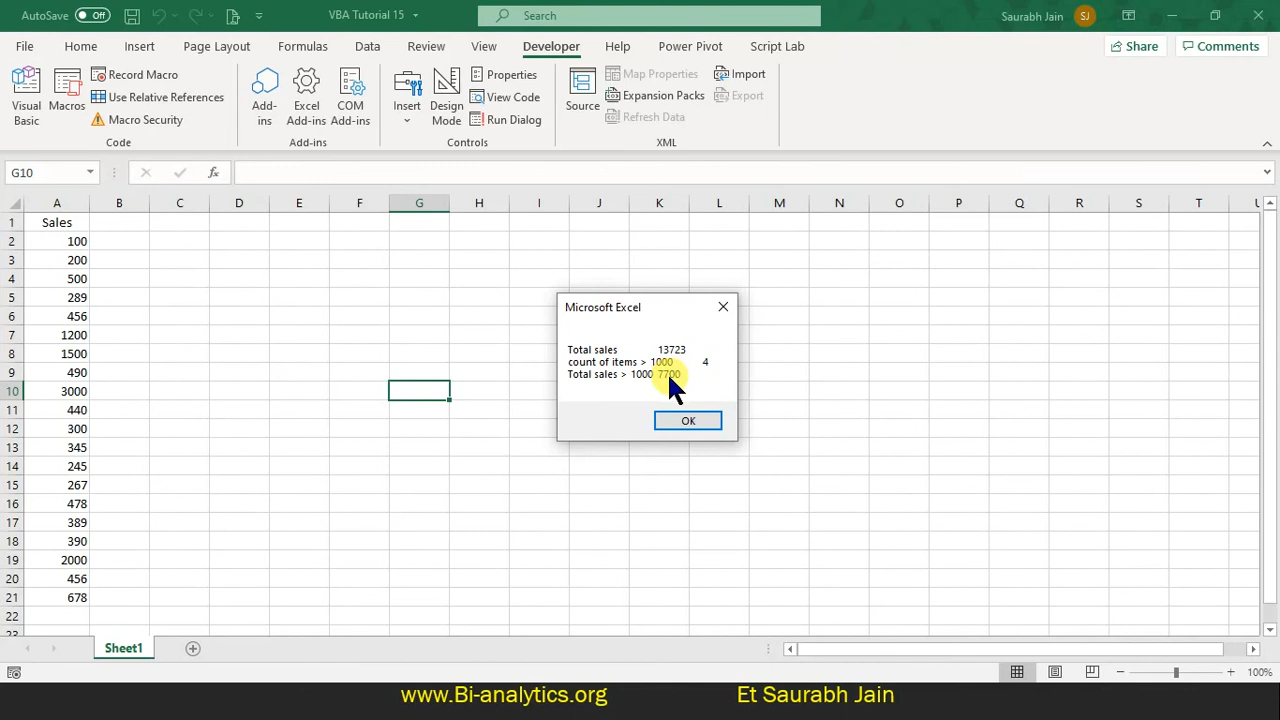 AutoSave Off VBA Tutorial 15 Search Saurabh Jain SJ
File Home Insert Page Layout Formulas Data Review View Developer Help Power Pivot Script Lab Share Comments
Visual Basic
Macros
Record Macro
Use Relative References
Macro Security
Code
Add-ins
Excel Add-ins
COM Add-ins
Add-ins
Insert
Design Mode
Properties
View Code
Run Dialog
Controls
Source
Map Properties
Expansion Packs
Refresh Data
Import
Export
XML
G10 fx
A B C D E F G H I J K L M N O P Q R S T U
1 Sales
2 100
3 200
4 500
5 289
6 456
7 1200
8 1500
9 490
10 3000
11 440
12 300
13 345
14 245
15 267
16 478
17 389
18 390
19 2000
20 456
21 678
22
23
Microsoft Excel
Total sales 13723
count of items > 1000 4
Total sales > 1000 7700
OK
Sheet1
100%
www.Bi-analytics.org Et Saurabh Jain